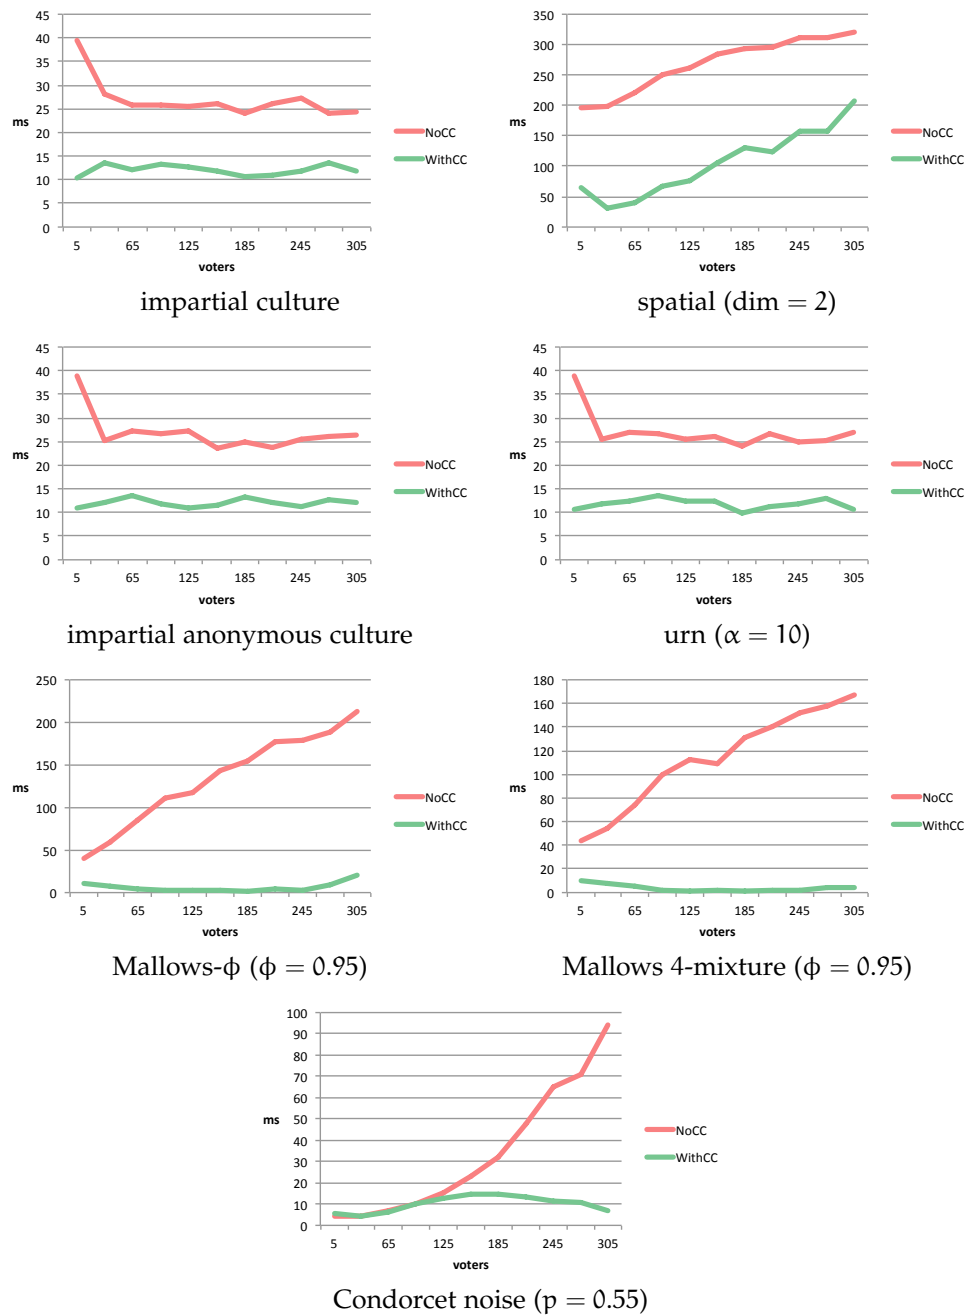 45
40
35
30
25
20
15
10
5
0
ms
5 65 125 185 245 305
voters
NoCC
WithCC
impartial culture
350
300
250
200
150
100
50
0
ms
5 65 125 185 245 305
voters
NoCC
WithCC
spatial (dim = 2)
45
40
35
30
25
20
15
10
5
0
ms
5 65 125 185 245 305
voters
NoCC
WithCC
impartial anonymous culture
45
40
35
30
25
20
15
10
5
0
ms
5 65 125 185 245 305
voters
NoCC
WithCC
urn (α = 10)
250
200
150
100
50
0
ms
5 65 125 185 245 305
voters
NoCC
WithCC
Mallows-ϕ (ϕ = 0.95)
180
160
140
120
100
80
60
40
20
0
ms
5 65 125 185 245 305
voters
NoCC
WithCC
Mallows 4-mixture (ϕ = 0.95)
100
90
80
70
60
50
40
30
20
10
0
ms
5 65 125 185 245 305
voters
NoCC
WithCC
Condorcet noise (p = 0.55)